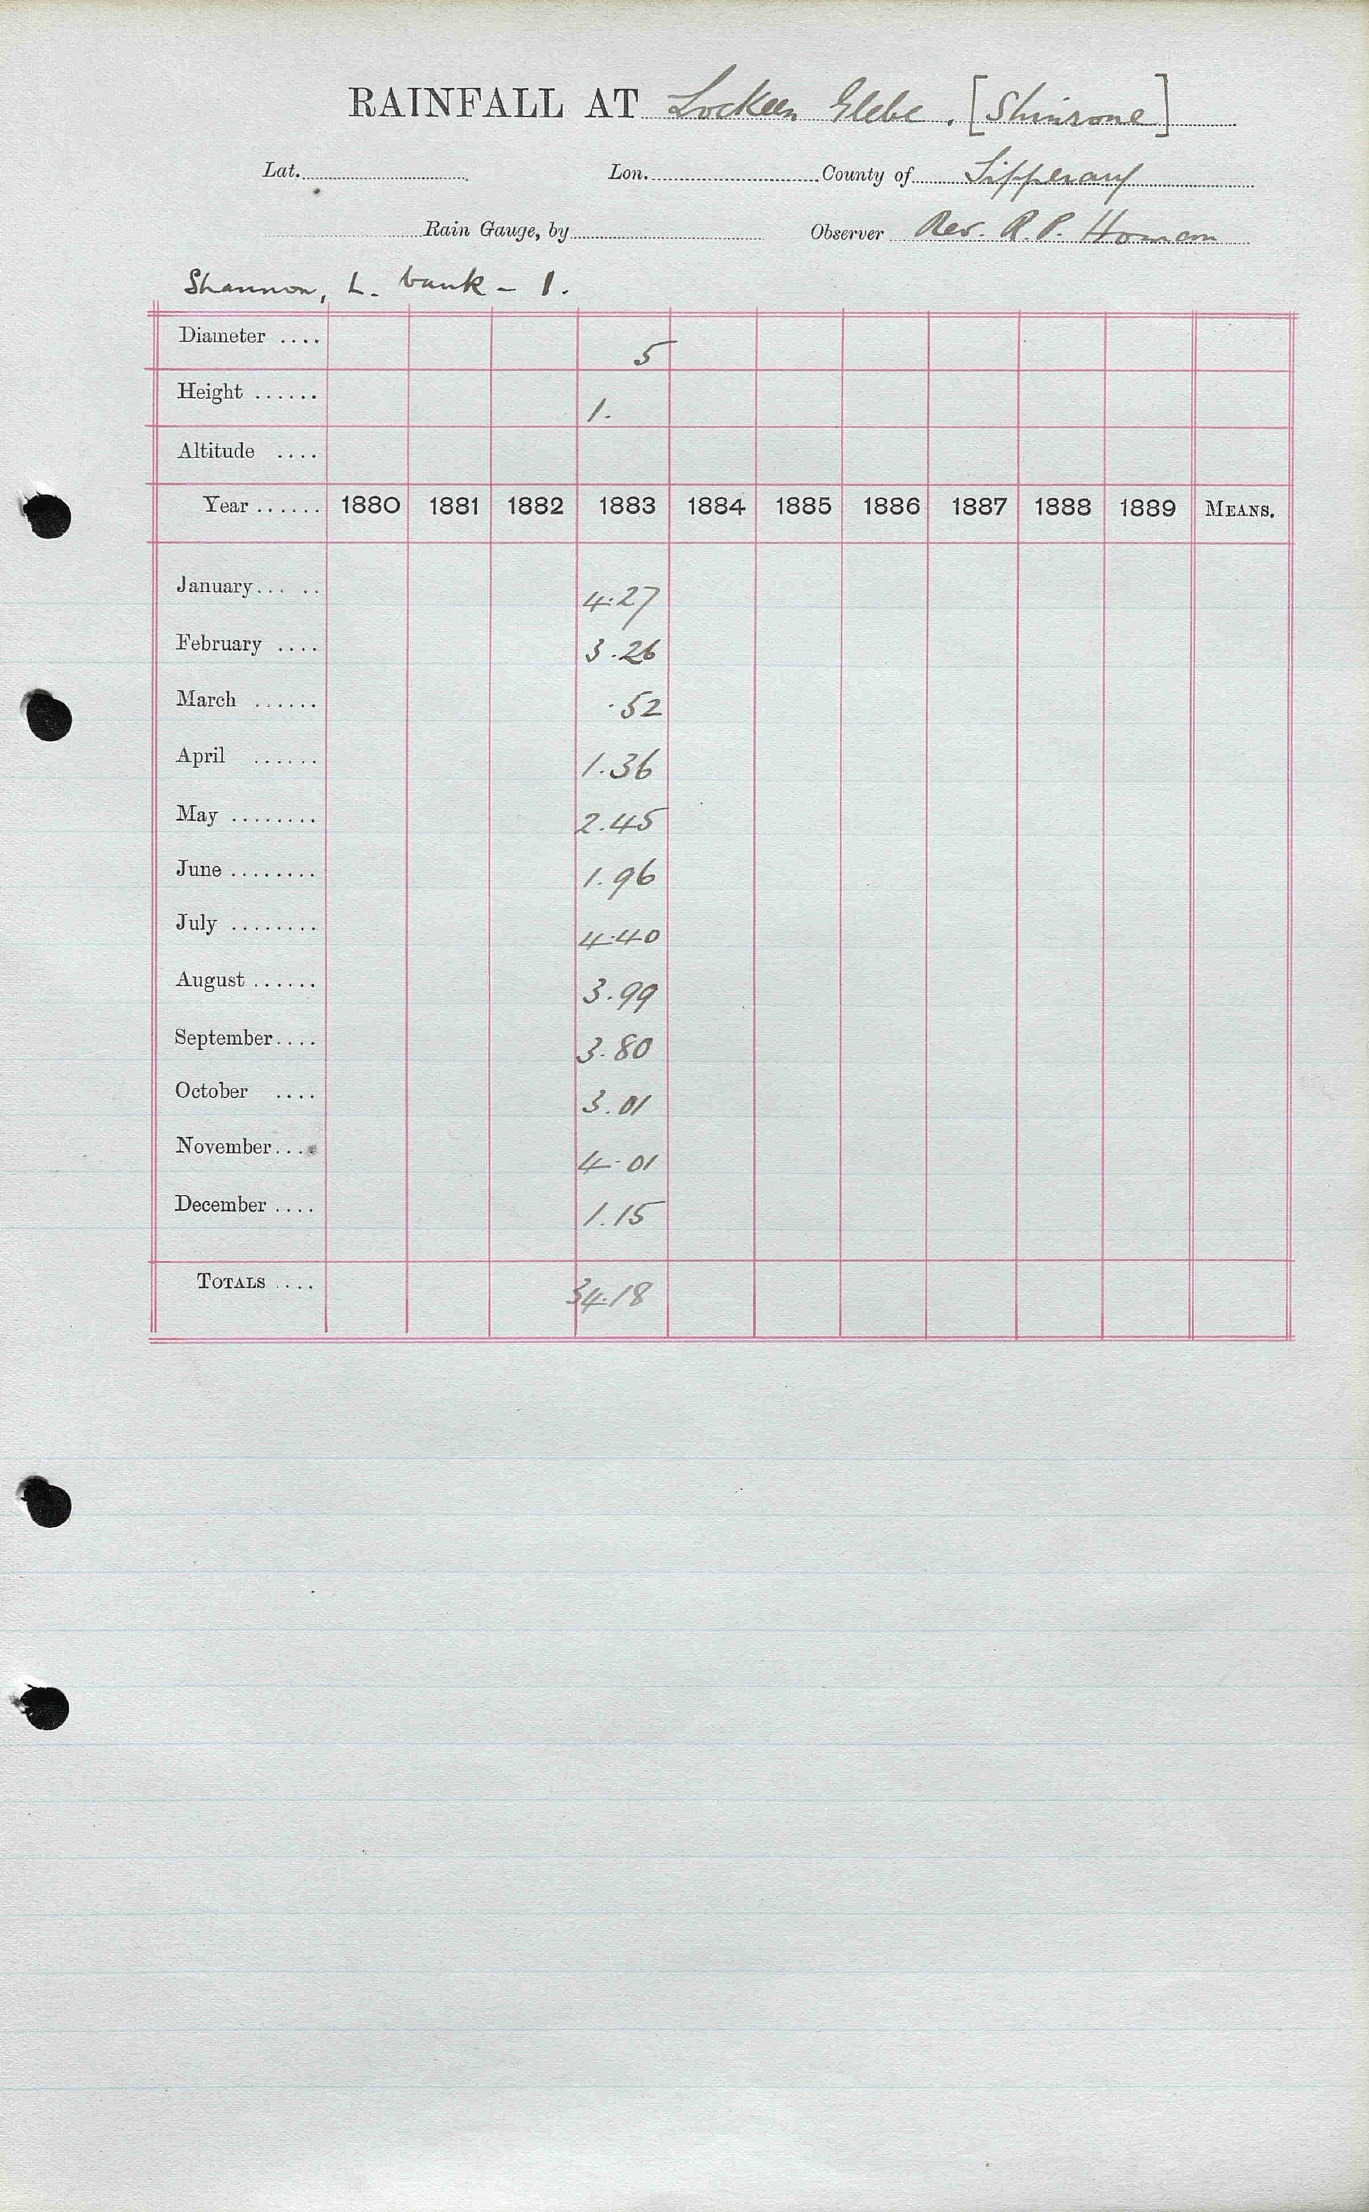 RAINFALL AT Lockeen Glebe. [Shinrone]
Lat. Lon. County of Tipperary
Rain Gauge, by Observer Rev. R. P. Homan
Shannon, L. bank - 1.
Diameter .... 5
Height ...... 1.
Altitude ....
Year ...... 1880 1881 1882 1883 1884 1885 1886 1887 1888 1889 MEANS.
January... .. 4.27
February .... 3.26
March ...... .52
April ...... 1.36
May ........ 2.45
June ........ 1.96
July ........ 4.40
August ...... 3.99
September.... 3.80
October .... 3.01
November.... 4.01
December .... 1.15
TOTALS .... 34.18